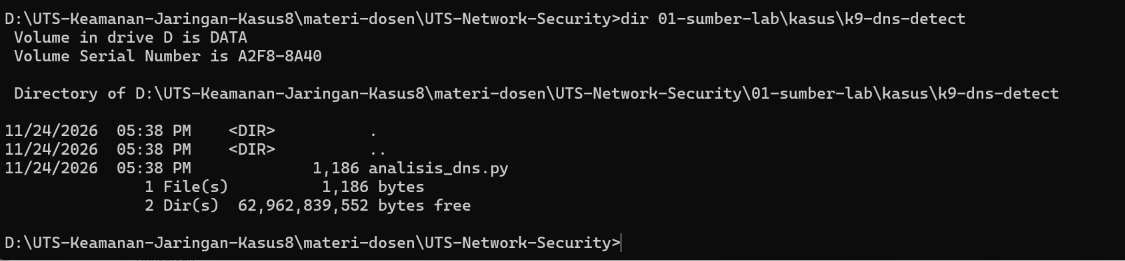 D:\UTS-Keamanan-Jaringan-Kasus8\materi-dosen\UTS-Network-Security>dir 01-sumber-lab\kasus\k9-dns-detect
 Volume in drive D is DATA
 Volume Serial Number is A2F8-8A40

 Directory of D:\UTS-Keamanan-Jaringan-Kasus8\materi-dosen\UTS-Network-Security\01-sumber-lab\kasus\k9-dns-detect

11/24/2026  05:38 PM    <DIR>          .
11/24/2026  05:38 PM    <DIR>          ..
11/24/2026  05:38 PM             1,186 analisis_dns.py
               1 File(s)          1,186 bytes
               2 Dir(s)  62,962,839,552 bytes free

D:\UTS-Keamanan-Jaringan-Kasus8\materi-dosen\UTS-Network-Security>